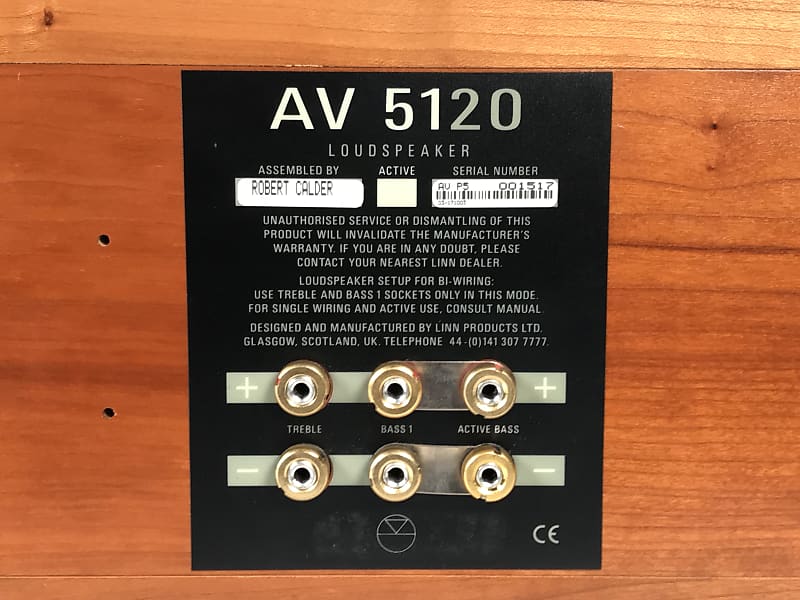 AV 5120
LOUDSPEAKER
ASSEMBLED BY ACTIVE SERIAL NUMBER
ROBERT CALDER AV P5 001517
UNAUTHORISED SERVICE OR DISMANTLING OF THIS
PRODUCT WILL INVALIDATE THE MANUFACTURER'S
WARRANTY. IF YOU ARE IN ANY DOUBT, PLEASE
CONTACT YOUR NEAREST LINN DEALER.
LOUDSPEAKER SETUP FOR BI-WIRING:
USE TREBLE AND BASS 1 SOCKETS ONLY IN THIS MODE.
FOR SINGLE WIRING AND ACTIVE USE, CONSULT MANUAL.
DESIGNED AND MANUFACTURED BY LINN PRODUCTS LTD.
GLASGOW, SCOTLAND, UK. TELEPHONE 44-(0)141 307 7777.
+ +
TREBLE BASS 1 ACTIVE BASS
− −
CE